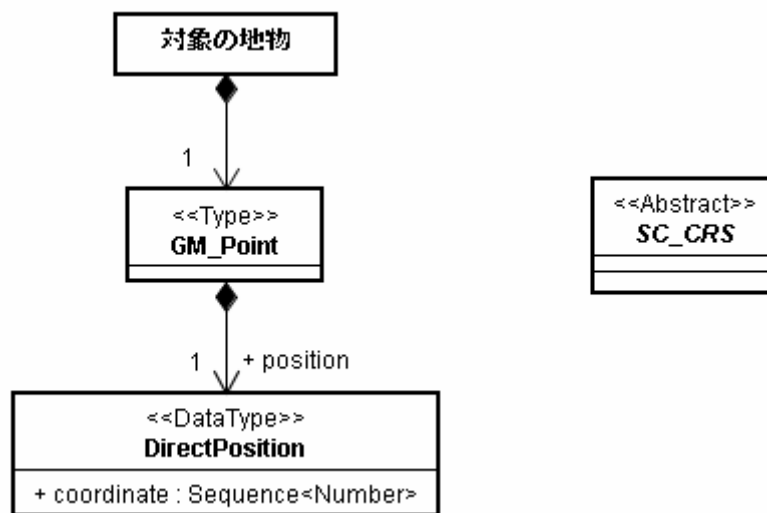 対象の地物
1
<<Type>>
GM_Point
<<Abstract>>
SC_CRS
1
+ position
<<DataType>>
DirectPosition
+ coordinate : Sequence<Number>